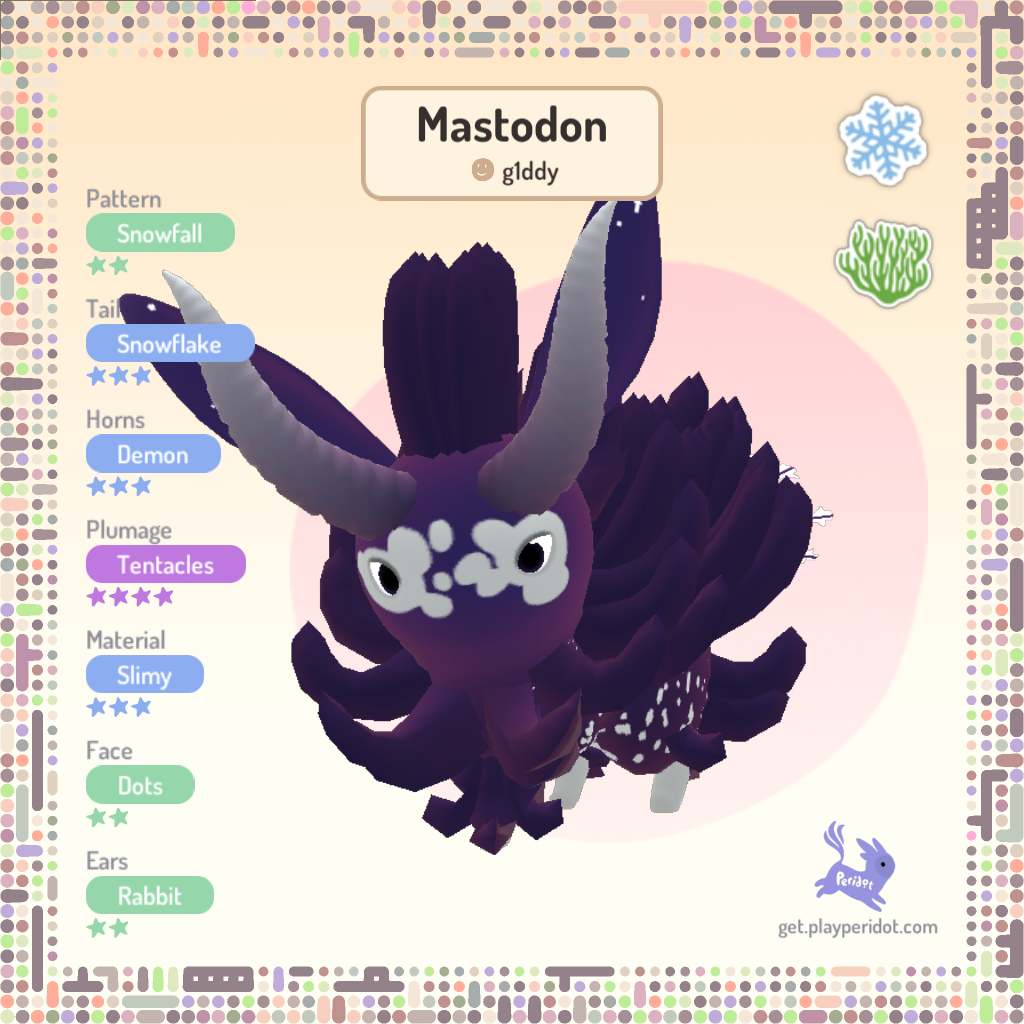 Mastodon
g1ddy
Pattern
Snowfall
Tail
Snowflake
Horns
Demon
Plumage
Tentacles
Material
Slimy
Face
Dots
Ears
Rabbit
Peridot
get.playperidot.com